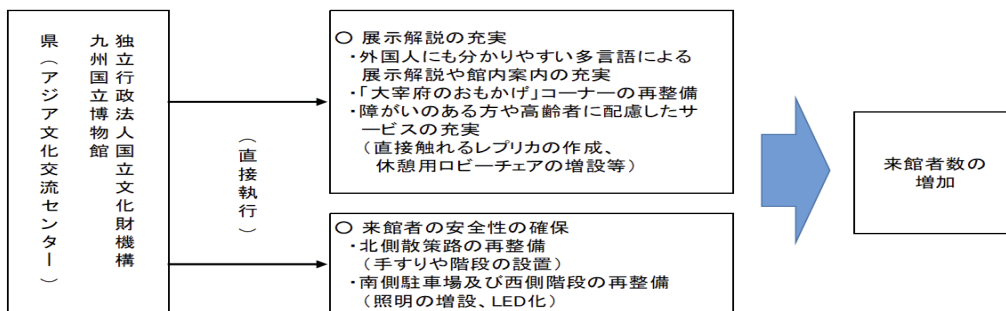 独立行政法人国立文化財機構
九州国立博物館
県（アジア文化交流センター）
（直接執行）
○ 展示解説の充実
・外国人にも分かりやすい多言語による
展示解説や館内案内の充実
・「大宰府のおもかげ」コーナーの再整備
・障がいのある方や高齢者に配慮したサ
ービスの充実
（直接触れるレプリカの作成、
休憩用ロビーチェアの増設等）
○ 来館者の安全性の確保
・北側散策路の再整備
（手すりや階段の設置）
・南側駐車場及び西側階段の再整備
（照明の増設、LED化）
来館者数の
増加